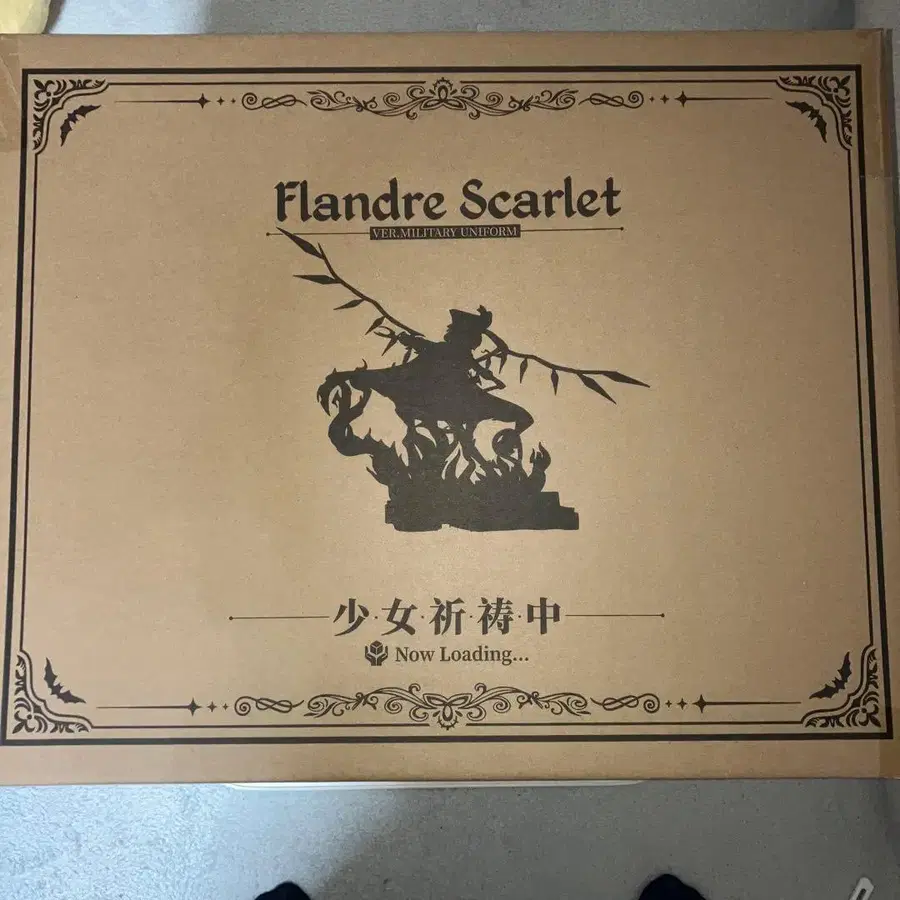 Flandre Scarlet
VER.MILITARY UNIFORM
少·女·祈·祷·中
Now Loading...